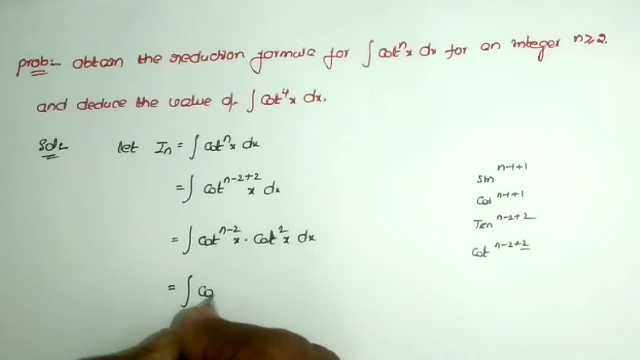 prob:- obtain the reduction formula for ∫ cotⁿx dx for an integer n ≥ 2.
and deduce the value of ∫ cot⁴x dx.
Sol:- let Iₙ = ∫ cotⁿx dx
= ∫ cot^{n-2+2} x dx
= ∫ cot^{n-2} x . cot² x dx
= ∫ co
sin^{n-1+1}
cos^{n-1+1}
Tan^{n-2+2}
cot^{n-2+2}